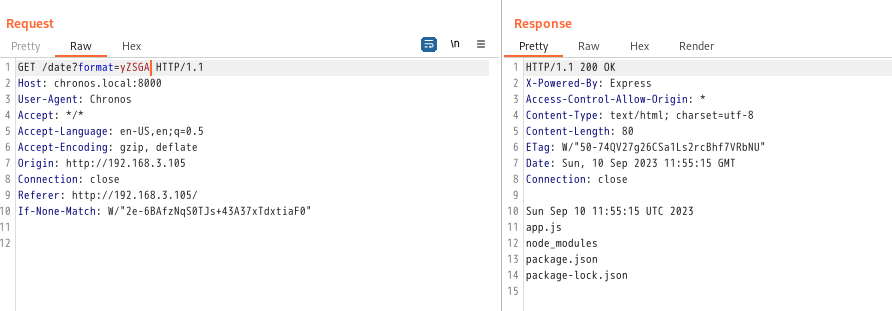 Request
Pretty Raw Hex \n
1 GET /date?format=yZSGA HTTP/1.1
2 Host: chronos.local:8000
3 User-Agent: Chronos
4 Accept: */*
5 Accept-Language: en-US,en;q=0.5
6 Accept-Encoding: gzip, deflate
7 Origin: http://192.168.3.105
8 Connection: close
9 Referer: http://192.168.3.105/
10 If-None-Match: W/"2e-6BAfzNqS0TJs+43A37xTdxtiaF0"
11
12
Response
Pretty Raw Hex Render
1 HTTP/1.1 200 OK
2 X-Powered-By: Express
3 Access-Control-Allow-Origin: *
4 Content-Type: text/html; charset=utf-8
5 Content-Length: 80
6 ETag: W/"50-74QV27g26CSa1Ls2rcBhf7VRbNU"
7 Date: Sun, 10 Sep 2023 11:55:15 GMT
8 Connection: close
9
10 Sun Sep 10 11:55:15 UTC 2023
11 app.js
12 node_modules
13 package.json
14 package-lock.json
15